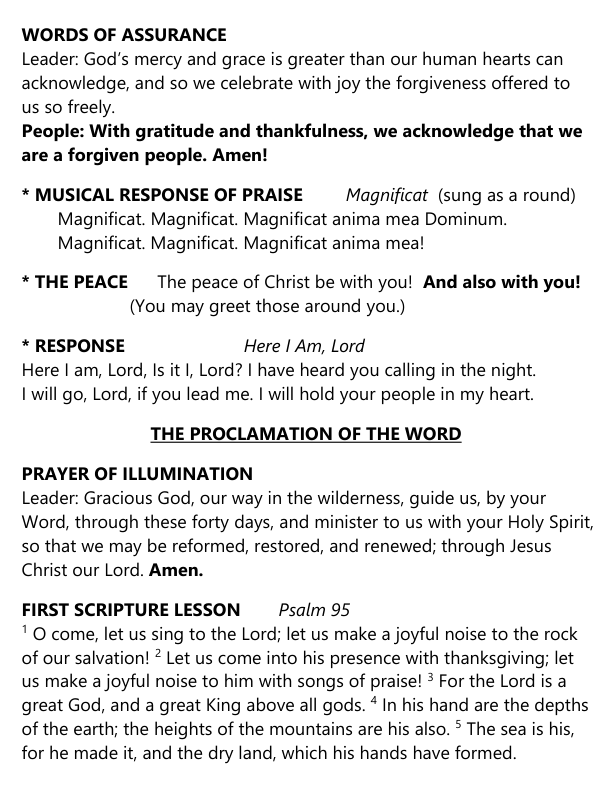 WORDS OF ASSURANCE
Leader: God's mercy and grace is greater than our human hearts can
acknowledge, and so we celebrate with joy the forgiveness offered to
us so freely.
People: With gratitude and thankfulness, we acknowledge that we
are a forgiven people. Amen!
* MUSICAL RESPONSE OF PRAISE Magnificat (sung as a round)
Magnificat. Magnificat. Magnificat anima mea Dominum.
Magnificat. Magnificat. Magnificat anima mea!
* THE PEACE The peace of Christ be with you! And also with you!
(You may greet those around you.)
* RESPONSE Here I Am, Lord
Here I am, Lord, Is it I, Lord? I have heard you calling in the night.
I will go, Lord, if you lead me. I will hold your people in my heart.
THE PROCLAMATION OF THE WORD
PRAYER OF ILLUMINATION
Leader: Gracious God, our way in the wilderness, guide us, by your
Word, through these forty days, and minister to us with your Holy Spirit,
so that we may be reformed, restored, and renewed; through Jesus
Christ our Lord. Amen.
FIRST SCRIPTURE LESSON Psalm 95
1 O come, let us sing to the Lord; let us make a joyful noise to the rock
of our salvation! 2 Let us come into his presence with thanksgiving; let
us make a joyful noise to him with songs of praise! 3 For the Lord is a
great God, and a great King above all gods. 4 In his hand are the depths
of the earth; the heights of the mountains are his also. 5 The sea is his,
for he made it, and the dry land, which his hands have formed.